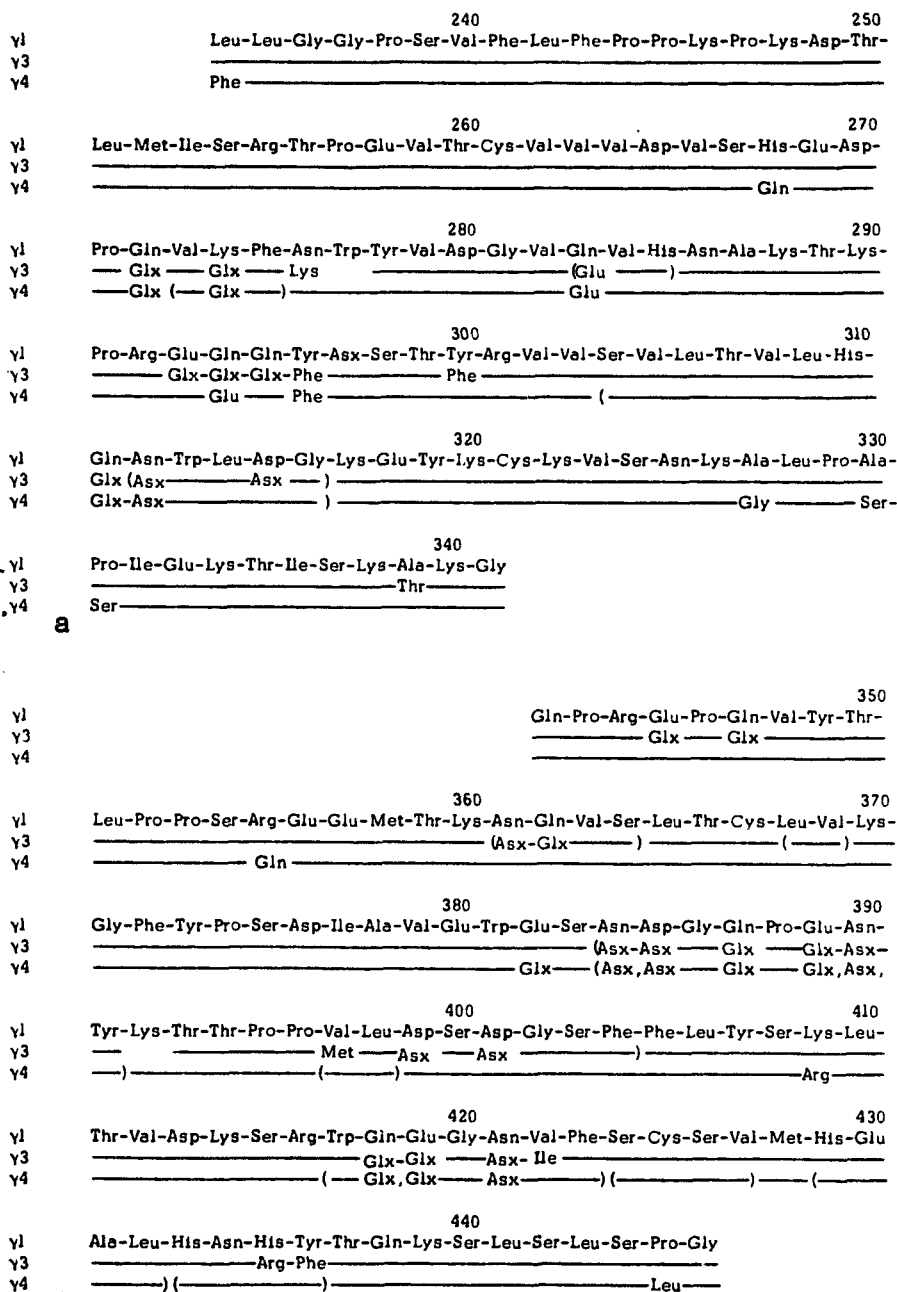 240 250
γ1 Leu-Leu-Gly-Gly-Pro-Ser-Val-Phe-Leu-Phe-Pro-Pro-Lys-Pro-Lys-Asp-Thr-
γ3
γ4 Phe
260 270
γ1 Leu-Met-Ile-Ser-Arg-Thr-Pro-Glu-Val-Thr-Cys-Val-Val-Val-Asp-Val-Ser-His-Glu-Asp-
γ3
γ4 Gln
280 290
γ1 Pro-Gln-Val-Lys-Phe-Asn-Trp-Tyr-Val-Asp-Gly-Val-Gln-Val-His-Asn-Ala-Lys-Thr-Lys-
γ3 Glx Glx Lys (Glu )
γ4 Glx ( Glx ) Glu
300 310
γ1 Pro-Arg-Glu-Gln-Gln-Tyr-Asx-Ser-Thr-Tyr-Arg-Val-Val-Ser-Val-Leu-Thr-Val-Leu-His-
γ3 Glx-Glx-Glx-Phe Phe
γ4 Glu Phe (
320 330
γ1 Gln-Asn-Trp-Leu-Asp-Gly-Lys-Glu-Tyr-Lys-Cys-Lys-Val-Ser-Asn-Lys-Ala-Leu-Pro-Ala-
γ3 Glx (Asx Asx )
γ4 Glx-Asx ) Gly Ser-
340
γ1 Pro-Ile-Glu-Lys-Thr-Ile-Ser-Lys-Ala-Lys-Gly
γ3 Thr
γ4 Ser
a
350
γ1 Gln-Pro-Arg-Glu-Pro-Gln-Val-Tyr-Thr-
γ3 Glx Glx
γ4
360 370
γ1 Leu-Pro-Pro-Ser-Arg-Glu-Glu-Met-Thr-Lys-Asn-Gln-Val-Ser-Leu-Thr-Cys-Leu-Val-Lys-
γ3 (Asx-Glx ) ( )
γ4 Gln
380 390
γ1 Gly-Phe-Tyr-Pro-Ser-Asp-Ile-Ala-Val-Glu-Trp-Glu-Ser-Asn-Asp-Gly-Gln-Pro-Glu-Asn-
γ3 (Asx-Asx Glx Glx-Asx-
γ4 Glx (Asx,Asx Glx Glx,Asx,
400 410
γ1 Tyr-Lys-Thr-Thr-Pro-Pro-Val-Leu-Asp-Ser-Asp-Gly-Ser-Phe-Phe-Leu-Tyr-Ser-Lys-Leu-
γ3 Met Asx Asx )
γ4 ) ( ) Arg
420 430
γ1 Thr-Val-Asp-Lys-Ser-Arg-Trp-Gln-Glu-Gly-Asn-Val-Phe-Ser-Cys-Ser-Val-Met-His-Glu
γ3 Glx-Glx Asx-Ile
γ4 ( Glx,Glx Asx )( ) (
440
γ1 Ala-Leu-His-Asn-His-Tyr-Thr-Gln-Lys-Ser-Leu-Ser-Leu-Ser-Pro-Gly
γ3 Arg-Phe
γ4 )( ) Leu